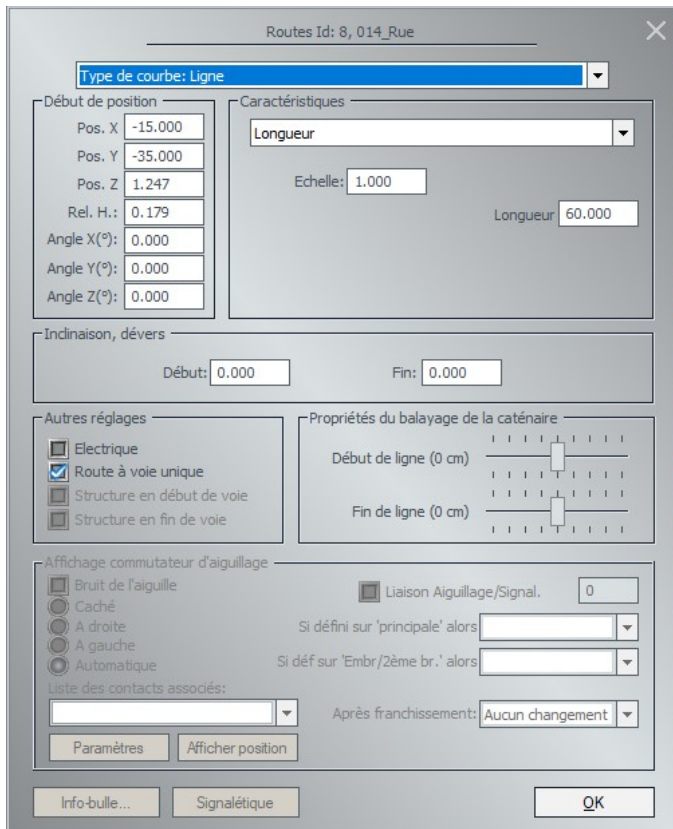 Routes Id: 8, 014_Rue
Type de courbe: Ligne
Début de position
Pos. X -15.000
Pos. Y -35.000
Pos. Z 1.247
Rel. H.: 0.179
Angle X(°): 0.000
Angle Y(°): 0.000
Angle Z(°): 0.000
Caractéristiques
Longueur
Echelle: 1.000
Longueur 60.000
Inclinaison, dévers
Début: 0.000 Fin: 0.000
Autres réglages
Electrique
Route à voie unique
Structure en début de voie
Structure en fin de voie
Propriétés du balayage de la caténaire
Début de ligne (0 cm)
Fin de ligne (0 cm)
Affichage commutateur d'aiguillage
Bruit de l'aiguille
Caché
A droite
A gauche
Automatique
Liste des contacts associés:
Paramètres Afficher position
Liaison Aiguillage/Signal. 0
Si défini sur 'principale' alors
Si déf sur 'Embr/2ème br.' alors
Après franchissement: Aucun changement
Info-bulle... Signalétique OK